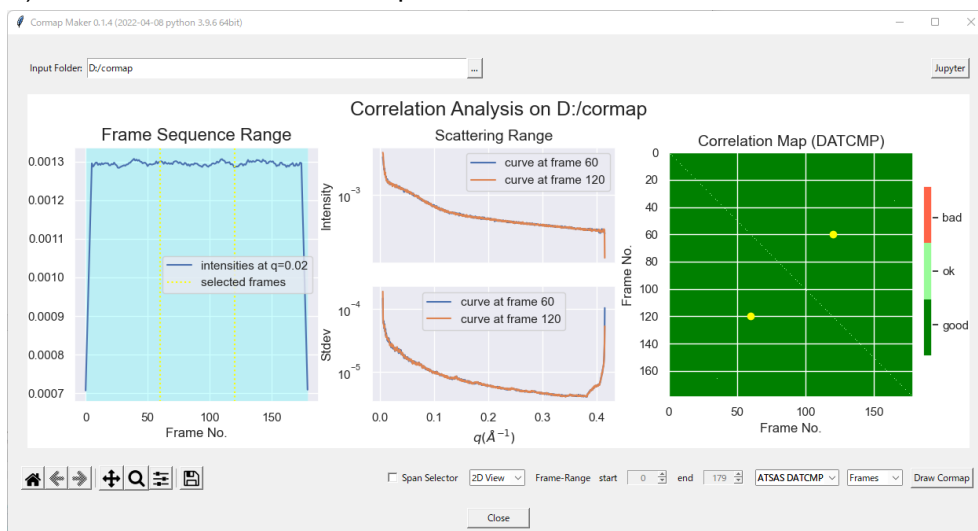 Cormap Maker 0.1.4 (2022-04-08 python 3.9.6 64bit)
Input Folder: D:/cormap ... Jupyter
Correlation Analysis on D:/cormap
Frame Sequence Range
0.0013
0.0012
0.0011
0.0010
0.0009
0.0008
0.0007
intensities at q=0.02
selected frames
0 50 100 150
Frame No.
Scattering Range
Intensity
10⁻³
curve at frame 60
curve at frame 120
Stdev
10⁻⁴
10⁻⁵
curve at frame 60
curve at frame 120
0.0 0.1 0.2 0.3 0.4
q(Å⁻¹)
Correlation Map (DATCMP)
Frame No.
0
20
40
60
80
100
120
140
160
0 50 100 150
Frame No.
bad
ok
good
Span Selector 2D View Frame-Range start 0 end 179 ATSAS DATCMP Frames Draw Cormap
Close